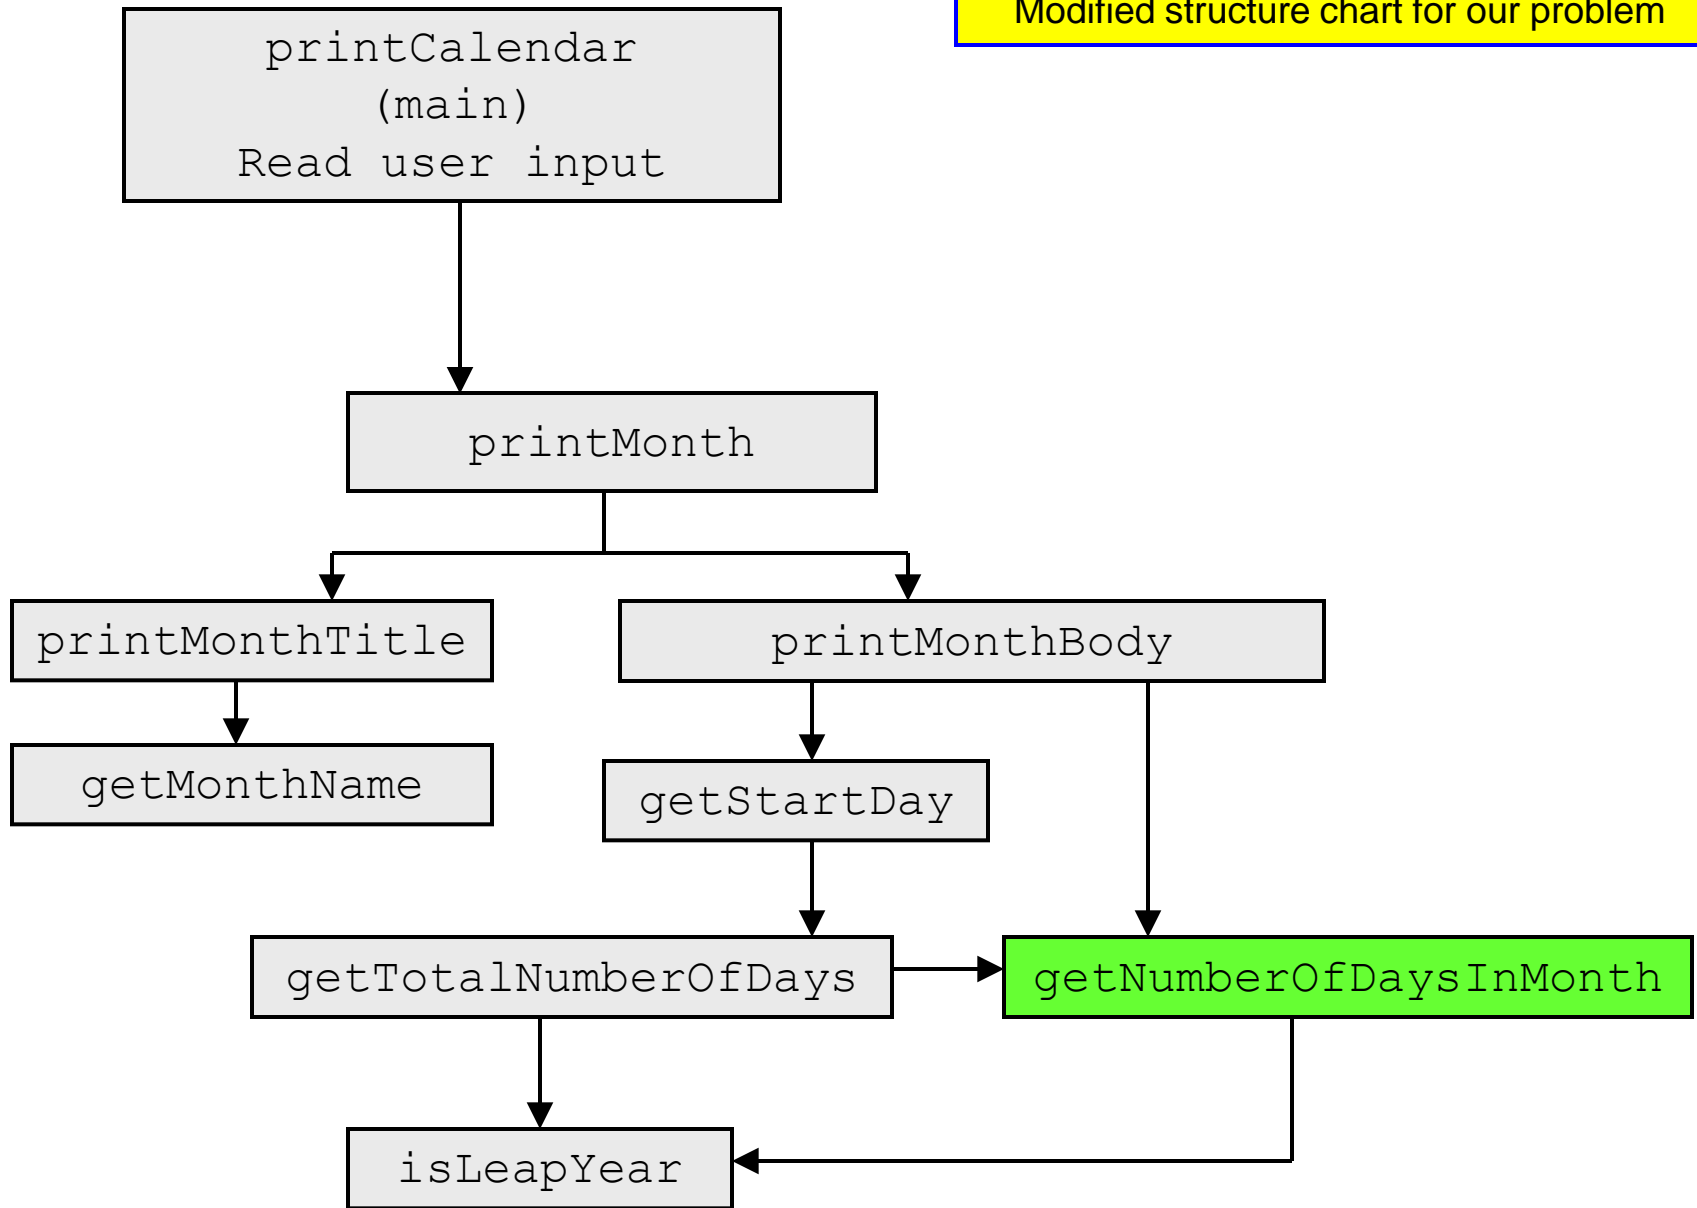 Modified structure chart for our problem
printCalendar
(main)
Read user input
printMonth
printMonthTitle
printMonthBody
getMonthName
getStartDay
getTotalNumberOfDays
getNumberOfDaysInMonth
isLeapYear